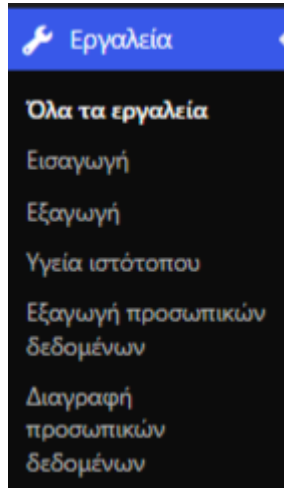 Εργαλεία
Όλα τα εργαλεία
Εισαγωγή
Εξαγωγή
Υγεία ιστότοπου
Εξαγωγή προσωπικών
δεδομένων
Διαγραφή
προσωπικών
δεδομένων